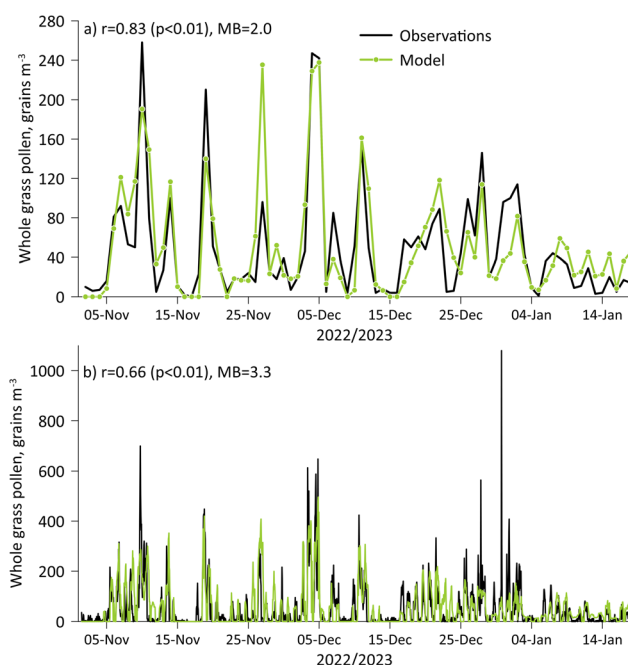 280
240
200
160
120
80
40
0
Whole grass pollen, grains m⁻³
a) r=0.83 (p<0.01), MB=2.0
Observations
Model
05-Nov 15-Nov 25-Nov 05-Dec 15-Dec 25-Dec 04-Jan 14-Jan
2022/2023
1000
800
600
400
200
0
Whole grass pollen, grains m⁻³
b) r=0.66 (p<0.01), MB=3.3
05-Nov 15-Nov 25-Nov 05-Dec 15-Dec 25-Dec 04-Jan 14-Jan
2022/2023